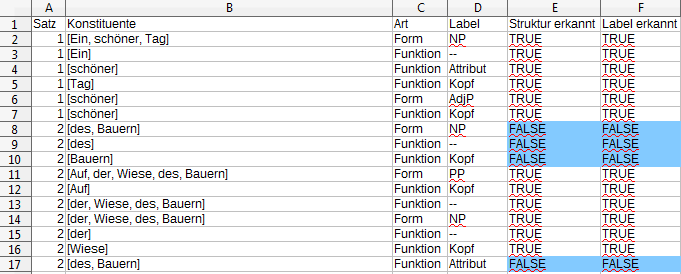 A B C D E F
1 Satz Konstituente Art Label Struktur erkannt Label erkannt
2 1 [Ein, schöner, Tag] Form NP TRUE TRUE
3 1 [Ein] Funktion -- TRUE TRUE
4 1 [schöner] Funktion Attribut TRUE TRUE
5 1 [Tag] Funktion Kopf TRUE TRUE
6 1 [schöner] Form AdjP TRUE TRUE
7 1 [schöner] Funktion Kopf TRUE TRUE
8 2 [des, Bauern] Form NP FALSE FALSE
9 2 [des] Funktion -- FALSE FALSE
10 2 [Bauern] Funktion Kopf FALSE FALSE
11 2 [Auf, der, Wiese, des, Bauern] Form PP TRUE TRUE
12 2 [Auf] Funktion Kopf TRUE TRUE
13 2 [der, Wiese, des, Bauern] Funktion -- TRUE TRUE
14 2 [der, Wiese, des, Bauern] Form NP TRUE TRUE
15 2 [der] Funktion -- TRUE TRUE
16 2 [Wiese] Funktion Kopf TRUE TRUE
17 2 [des, Bauern] Funktion Attribut FALSE FALSE